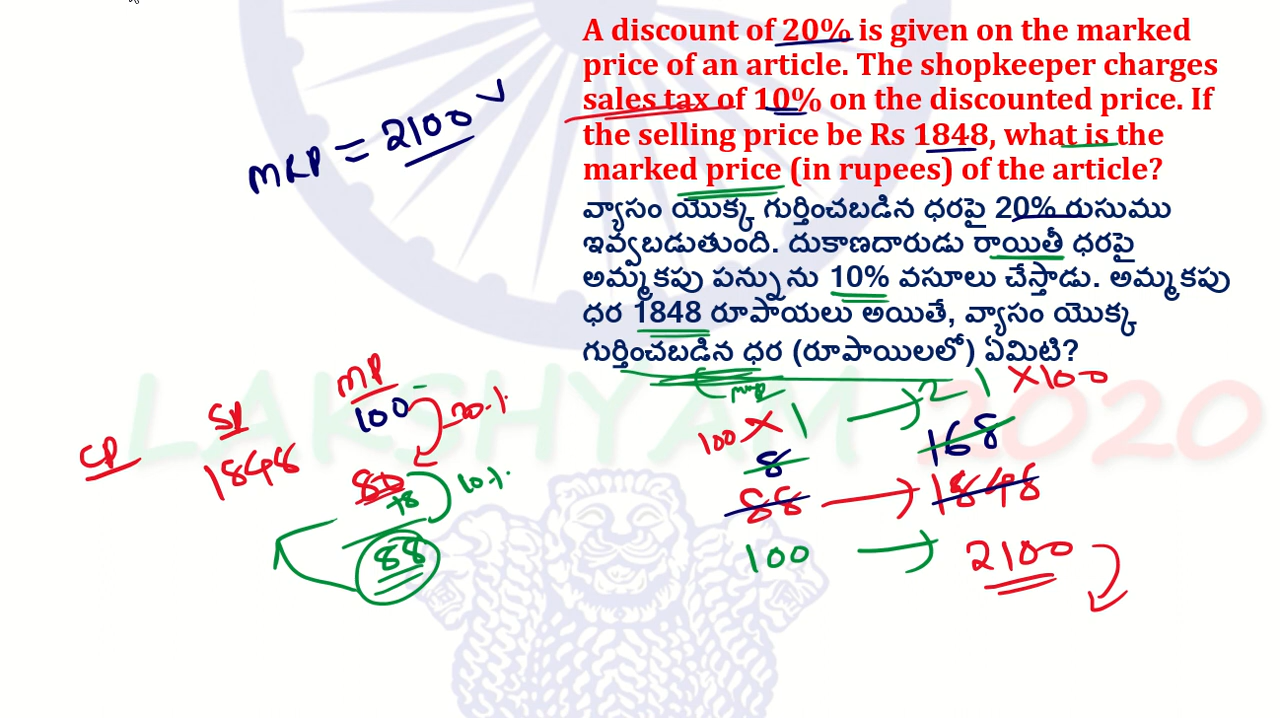 A discount of 20% is given on the marked
price of an article. The shopkeeper charges
sales tax of 10% on the discounted price. If
the selling price be Rs 1848, what is the
marked price (in rupees) of the article?
వ్యాసం యొక్క గుర్తించబడిన ధరపై 20% రుసుము
ఇవ్వబడుతుంది. దుకాణదారుడు రాయితీ ధరపై
అమ్మకపు పన్నును 10% వసూలు చేస్తాడు. అమ్మకపు
ధర 1848 రూపాయలు అయితే, వ్యాసం యొక్క
గుర్తించబడిన ధర (రూపాయిలలో) ఏమిటి?
MRP = 2100
LAKSHYAM 2020
CP
SP
1848
MP
100
-20%
80
+8
10%
88
MRP
100 × 1 → 21 × 100
8 168
88 → 1848
100 → 2100